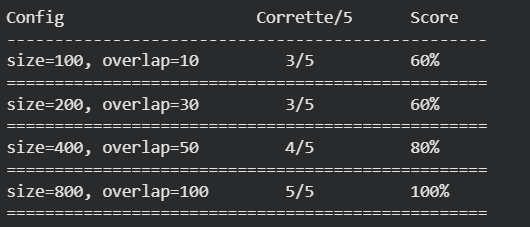 Config                    Corrette/5      Score
--------------------------------------------------
size=100, overlap=10         3/5          60%
==================================================
size=200, overlap=30         3/5          60%
==================================================
size=400, overlap=50         4/5          80%
==================================================
size=800, overlap=100        5/5          100%
==================================================